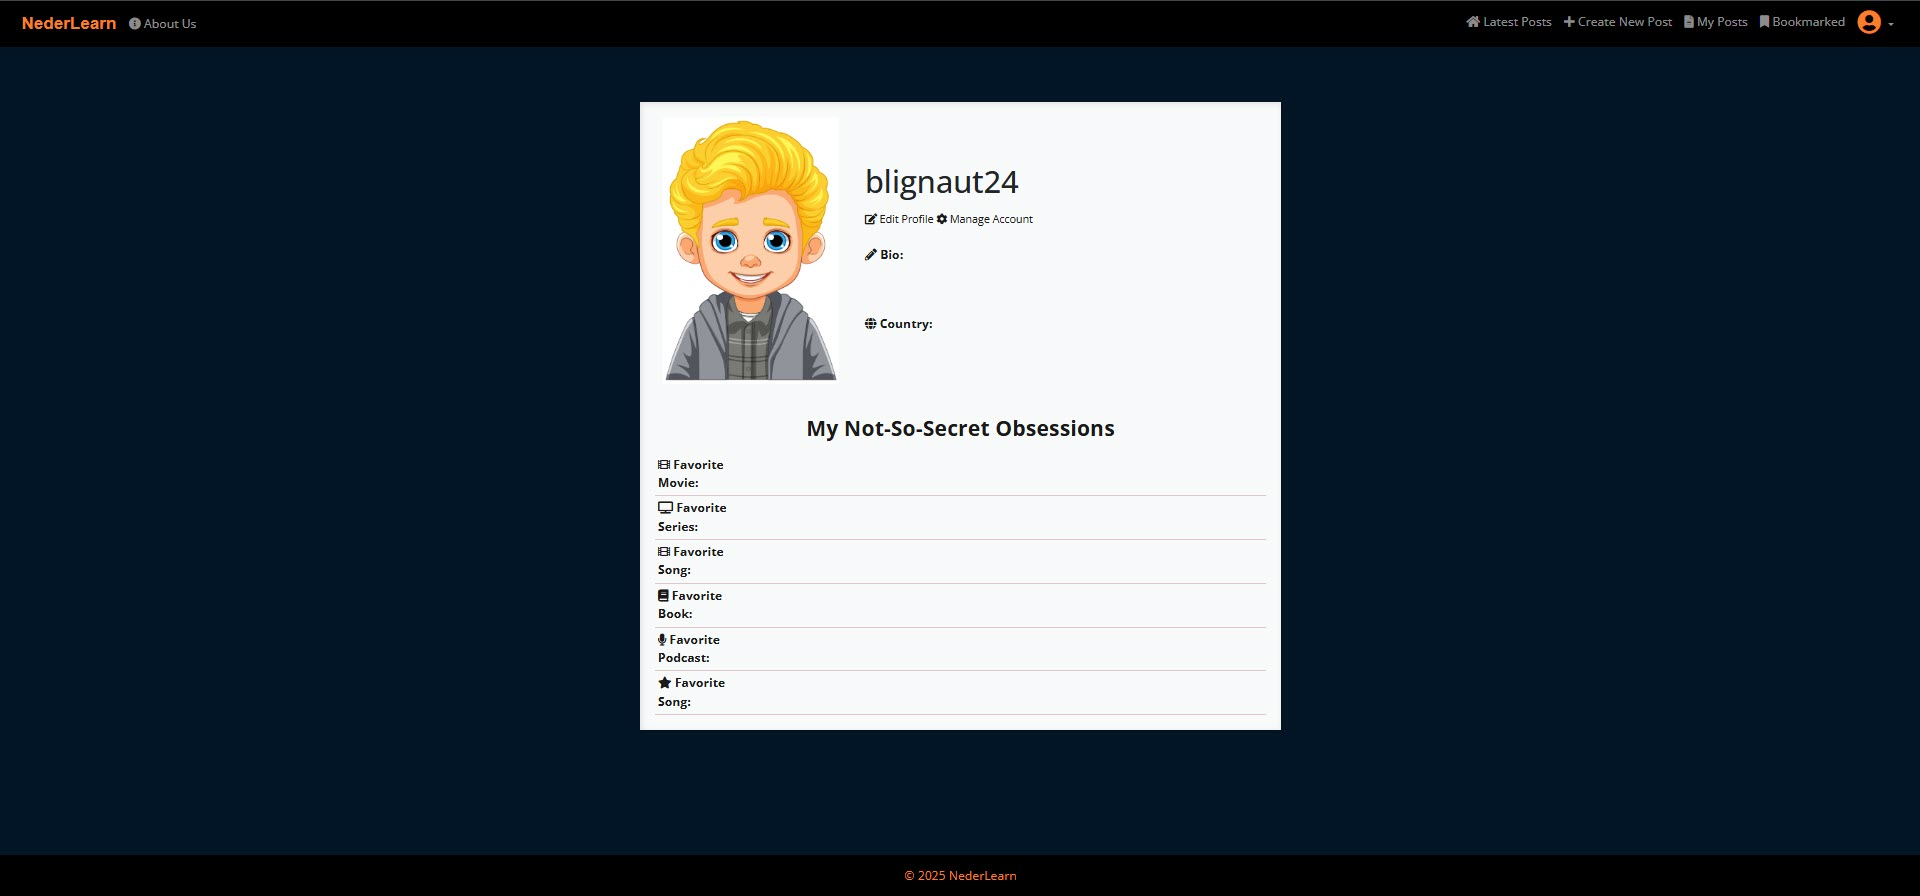 NederLearn About Us Latest Posts Create New Post My Posts Bookmarked
blignaut24
Edit Profile Manage Account
Bio:
Country:
My Not-So-Secret Obsessions
Favorite
Movie:
Favorite
Series:
Favorite
Song:
Favorite
Book:
Favorite
Podcast:
Favorite
Song:
© 2025 NederLearn